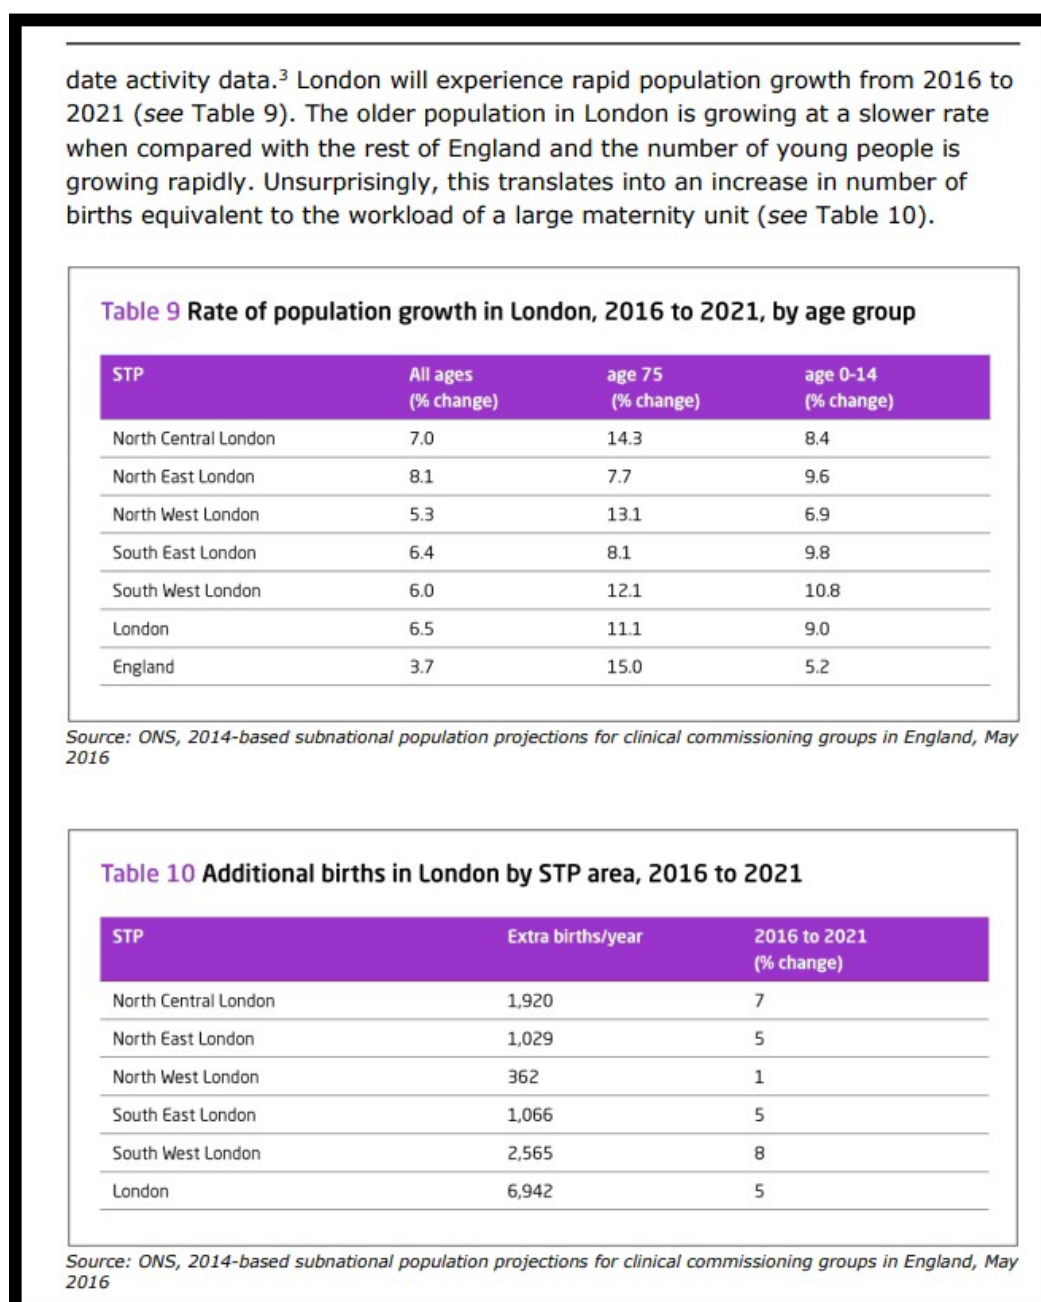 date activity data.³ London will experience rapid population growth from 2016 to
2021 (see Table 9). The older population in London is growing at a slower rate
when compared with the rest of England and the number of young people is
growing rapidly. Unsurprisingly, this translates into an increase in number of
births equivalent to the workload of a large maternity unit (see Table 10).
Table 9 Rate of population growth in London, 2016 to 2021, by age group
STP All ages age 75 age 0-14
(% change) (% change) (% change)
North Central London 7.0 14.3 8.4
North East London 8.1 7.7 9.6
North West London 5.3 13.1 6.9
South East London 6.4 8.1 9.8
South West London 6.0 12.1 10.8
London 6.5 11.1 9.0
England 3.7 15.0 5.2
Source: ONS, 2014-based subnational population projections for clinical commissioning groups in England, May
2016
Table 10 Additional births in London by STP area, 2016 to 2021
STP Extra births/year 2016 to 2021
(% change)
North Central London 1,920 7
North East London 1,029 5
North West London 362 1
South East London 1,066 5
South West London 2,565 8
London 6,942 5
Source: ONS, 2014-based subnational population projections for clinical commissioning groups in England, May
2016